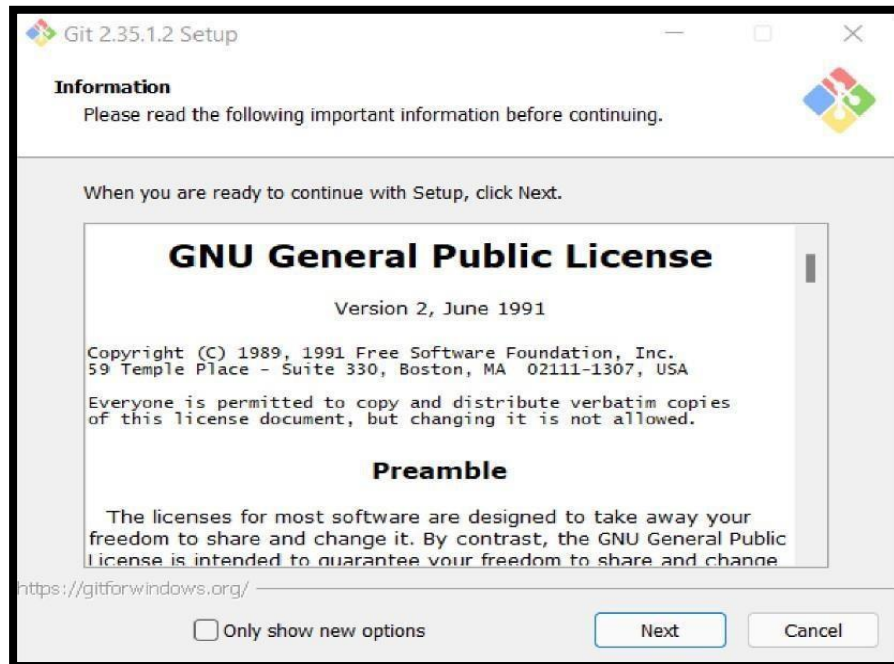 Git 2.35.1.2 Setup
Information
Please read the following important information before continuing.
When you are ready to continue with Setup, click Next.
GNU General Public License
Version 2, June 1991
Copyright (C) 1989, 1991 Free Software Foundation, Inc.
59 Temple Place - Suite 330, Boston, MA  02111-1307, USA
Everyone is permitted to copy and distribute verbatim copies
of this license document, but changing it is not allowed.
Preamble
The licenses for most software are designed to take away your
freedom to share and change it. By contrast, the GNU General Public
License is intended to guarantee your freedom to share and change
https://gitforwindows.org/
Only show new options
Next
Cancel